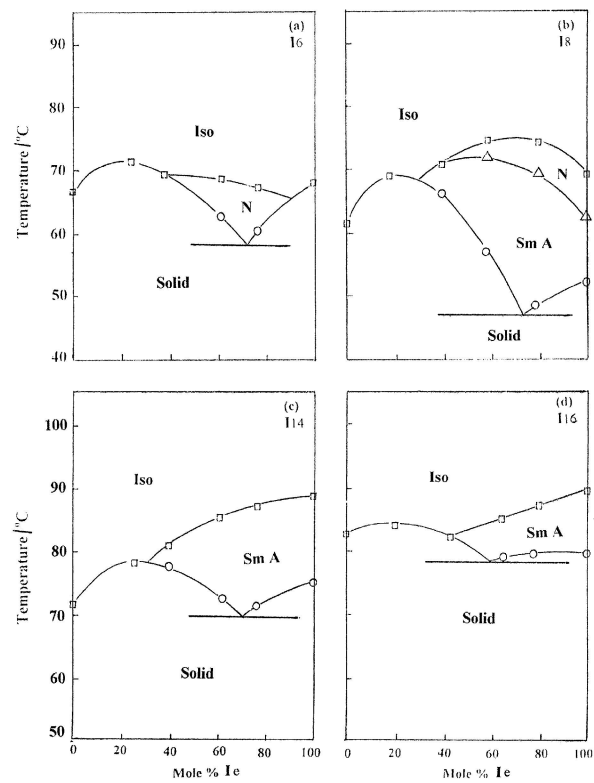 (a)
I6
90
80
70
60
50
40
Temperature/°C
Iso
N
Solid
(b)
I8
Iso
N
Sm A
Solid
(c)
I14
100
90
80
70
60
50
Temperature/°C
Iso
Sm A
Solid
0 20 40 60 80 100
Mole % Ie
(d)
I16
Iso
Sm A
Solid
0 20 40 60 80 100
Mole % Ie